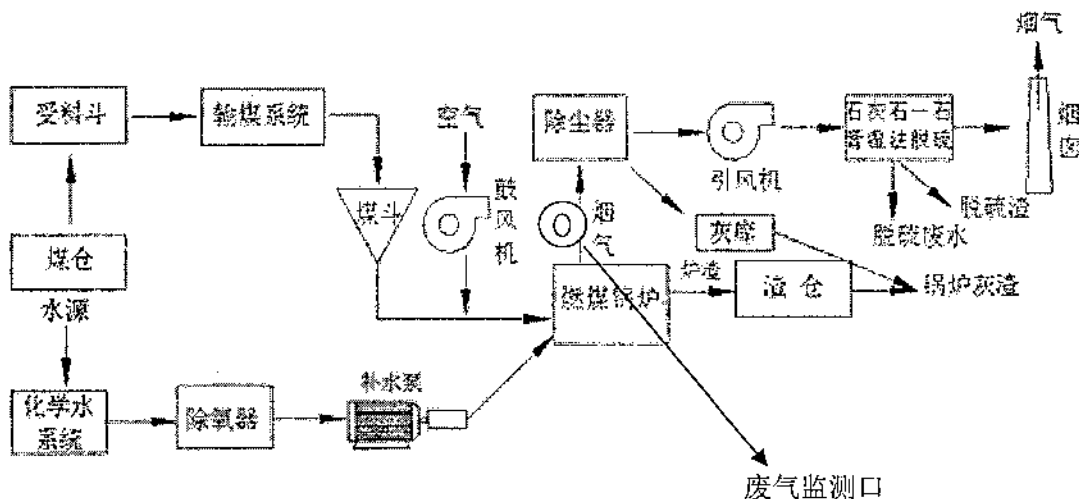 烟气
受料斗
输煤系统
空气
除尘器
石灰石一石
膏湿法脱硫
烟囱
煤斗
鼓风机
烟气
引风机
脱硫渣
脱硫废水
灰库
煤仓
炉渣
燃煤锅炉
渣仓
锅炉灰渣
水源
补水泵
化学水
系统
除氧器
废气监测口